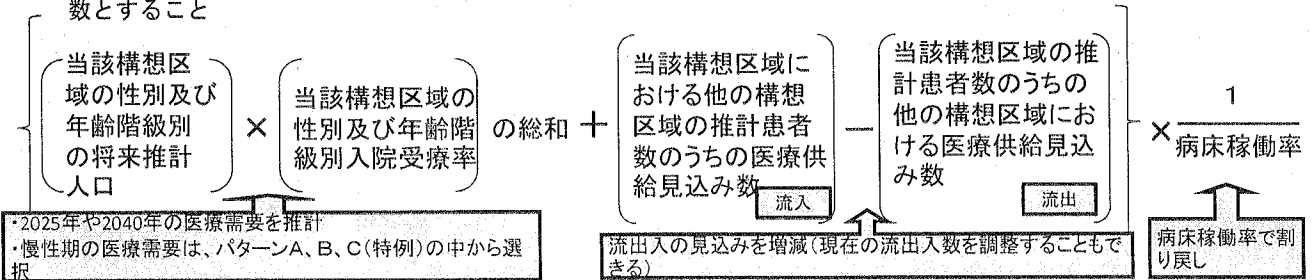 数とすること
当該構想区
域の性別及び
年齢階級別
の将来推計
人口
×
当該構想区域の
性別及び年齢階
級別入院受療率
の総和
+
当該構想区域に
おける他の構想
区域の推計患者
数のうちの医療供
給見込み数
流入
－
当該構想区域の推
計患者数のうちの
他の構想区域にお
ける医療供給見込
み数
流出
×
1
病床稼働率
・2025年や2040年の医療需要を推計
・慢性期の医療需要は、パターンA、B、C(特例)の中から選
択
流出入の見込みを増減(現在の流出入数を調整することもで
きる)
病床稼働率で割
り戻し